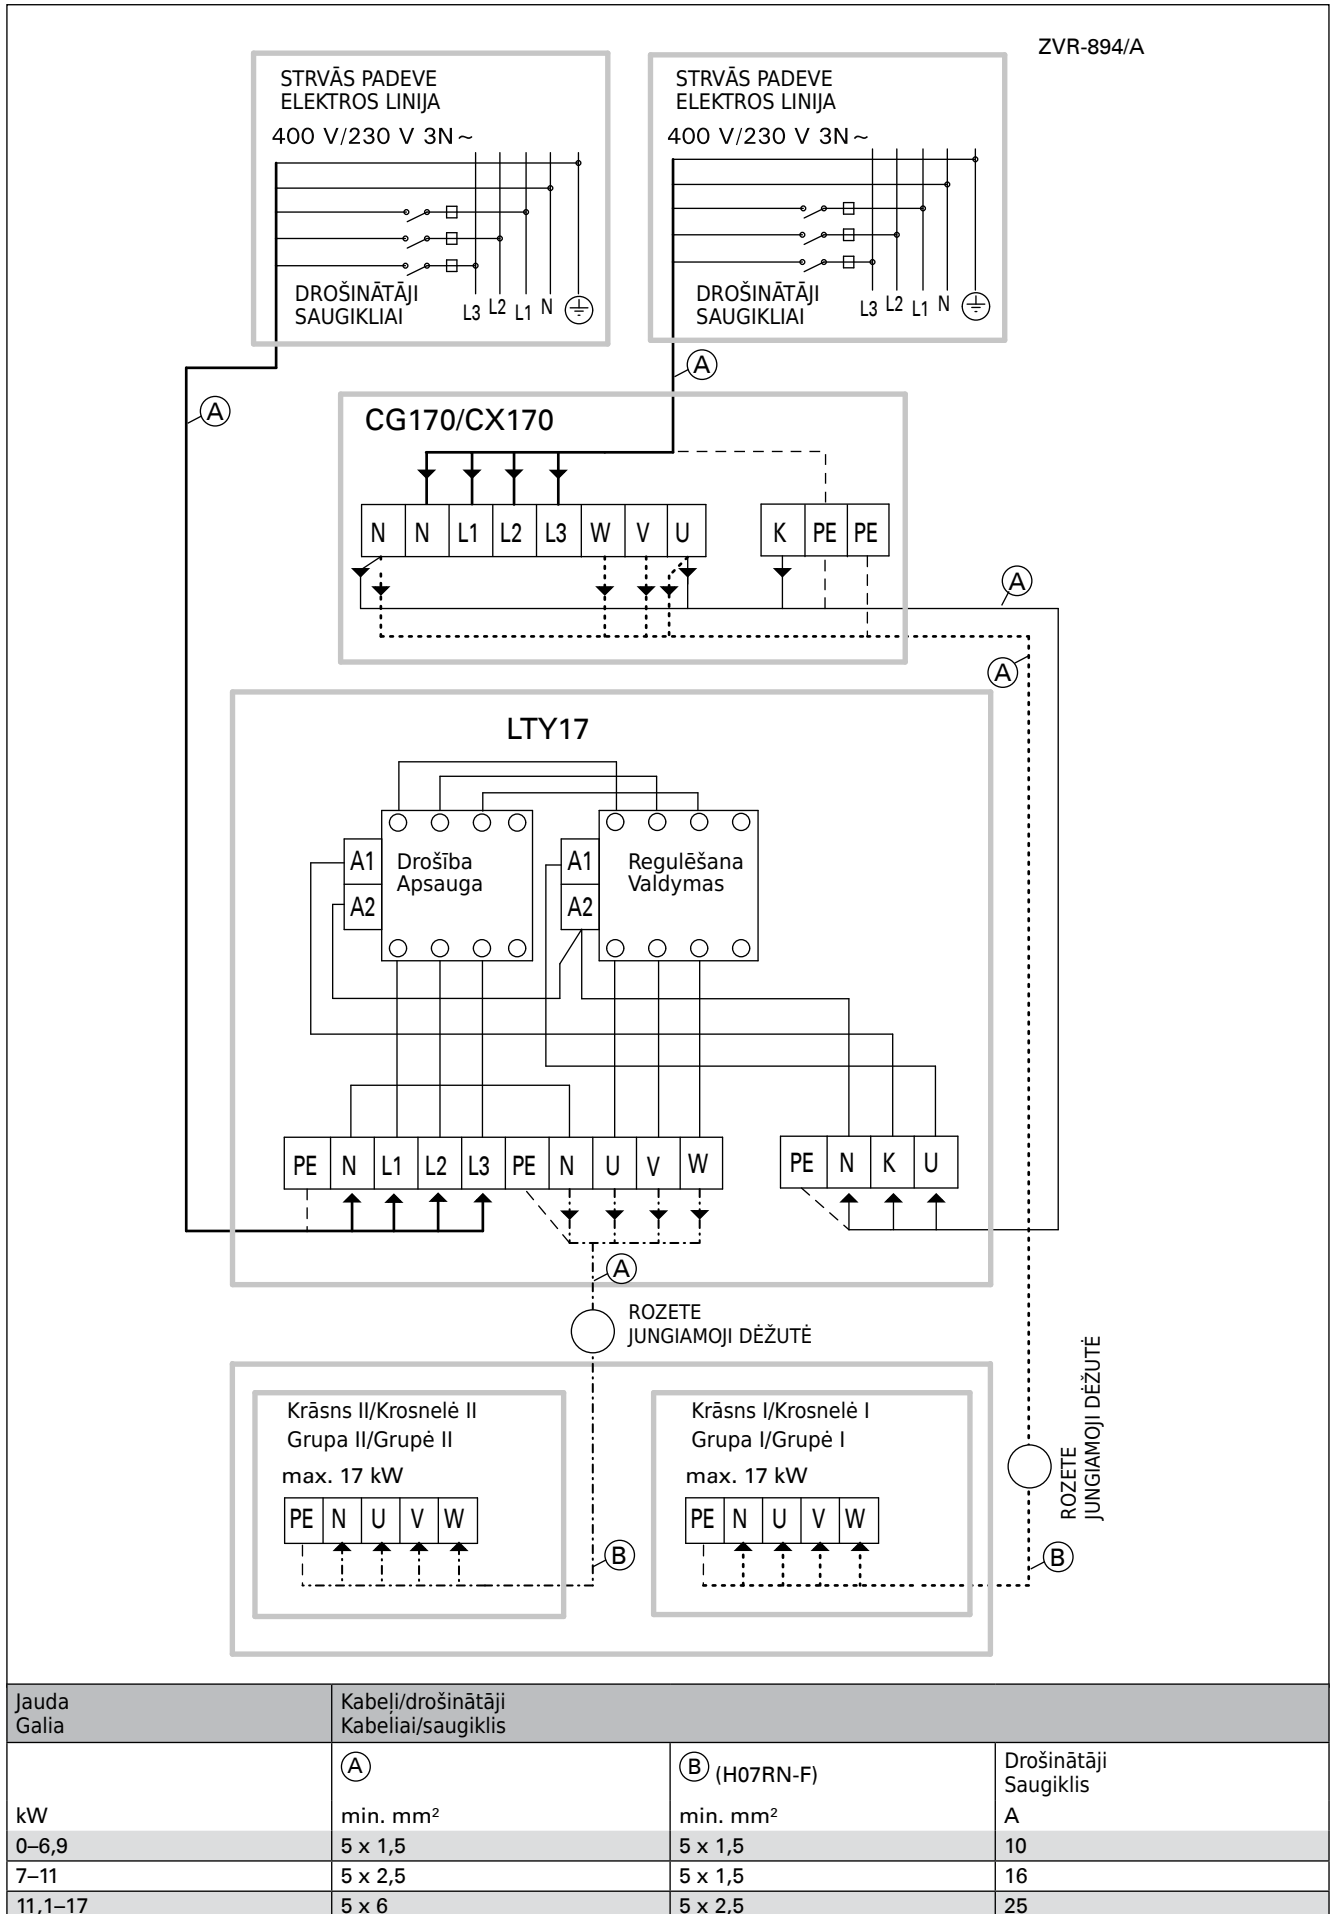 ZVR-894/A
STRVĀS PADEVE
ELEKTROS LINIJA
400 V/230 V 3N~
DROŠINĀTĀJI
SAUGIKLIAI
L3 L2 L1 N
STRVĀS PADEVE
ELEKTROS LINIJA
400 V/230 V 3N~
DROŠINĀTĀJI
SAUGIKLIAI
L3 L2 L1 N
A
A
CG170/CX170
N N L1 L2 L3 W V U K PE PE
A
A
LTY17
A1 Drošība
Apsauga
A2
A1 Regulēšana
Valdymas
A2
PE N L1 L2 L3 PE N U V W PE N K U
A
ROZETE
JUNGIAMOJI DĖŽUTĖ
ROZETE
JUNGIAMOJI DĖŽUTĖ
Krāsns II/Krosnelė II
Grupa II/Grupė II
max. 17 kW
PE N U V W
B
Krāsns I/Krosnelė I
Grupa I/Grupė I
max. 17 kW
PE N U V W
B
Jauda Kabeļi/drošinātāji
Galia Kabeliai/saugiklis
A B (H07RN-F) Drošinātāji
Saugiklis
kW min. mm² min. mm² A
0–6,9 5 x 1,5 5 x 1,5 10
7–11 5 x 2,5 5 x 1,5 16
11,1–17 5 x 6 5 x 2,5 25